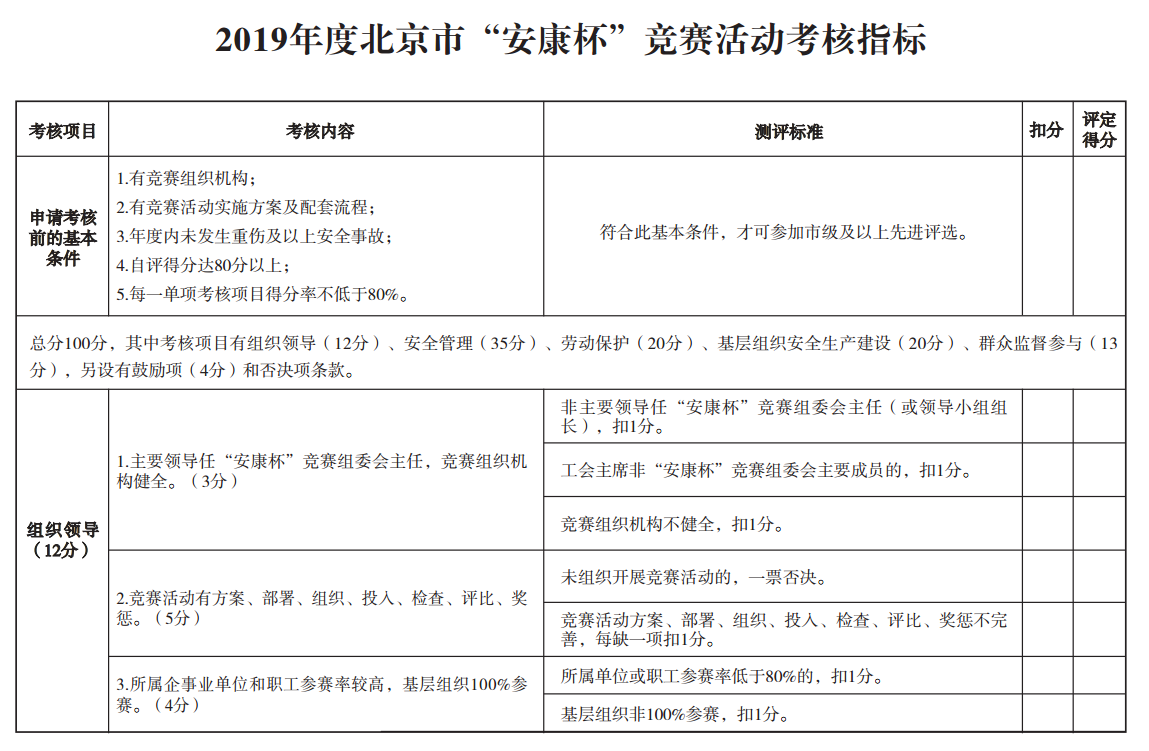 2019年度北京市“安康杯”竞赛活动考核指标
考核项目
考核内容
测评标准
扣分
评定
得分
申请考核
前的基本
条件
1.有竞赛组织机构；
2.有竞赛活动实施方案及配套流程；
3.年度内未发生重伤及以上安全事故；
4.自评得分达80分以上；
5.每一单项考核项目得分率不低于80%。
符合此基本条件，才可参加市级及以上先进评选。
总分100分，其中考核项目有组织领导（12分）、安全管理（35分）、劳动保护（20分）、基层组织安全生产建设（20分）、群众监督参与（13
分），另设有鼓励项（4分）和否决项条款。
组织领导
（12分）
1.主要领导任“安康杯”竞赛组委会主任，竞赛组织机
构健全。（3分）
非主要领导任“安康杯”竞赛组委会主任（或领导小组组
长），扣1分。
工会主席非“安康杯”竞赛组委会主要成员的，扣1分。
竞赛组织机构不健全，扣1分。
2.竞赛活动有方案、部署、组织、投入、检查、评比、奖
惩。（5分）
未组织开展竞赛活动的，一票否决。
竞赛活动方案、部署、组织、投入、检查、评比、奖惩不完
善，每缺一项扣1分。
3.所属企事业单位和职工参赛率较高，基层组织100%参
赛。（4分）
所属单位或职工参赛率低于80%的，扣1分。
基层组织非100%参赛，扣1分。